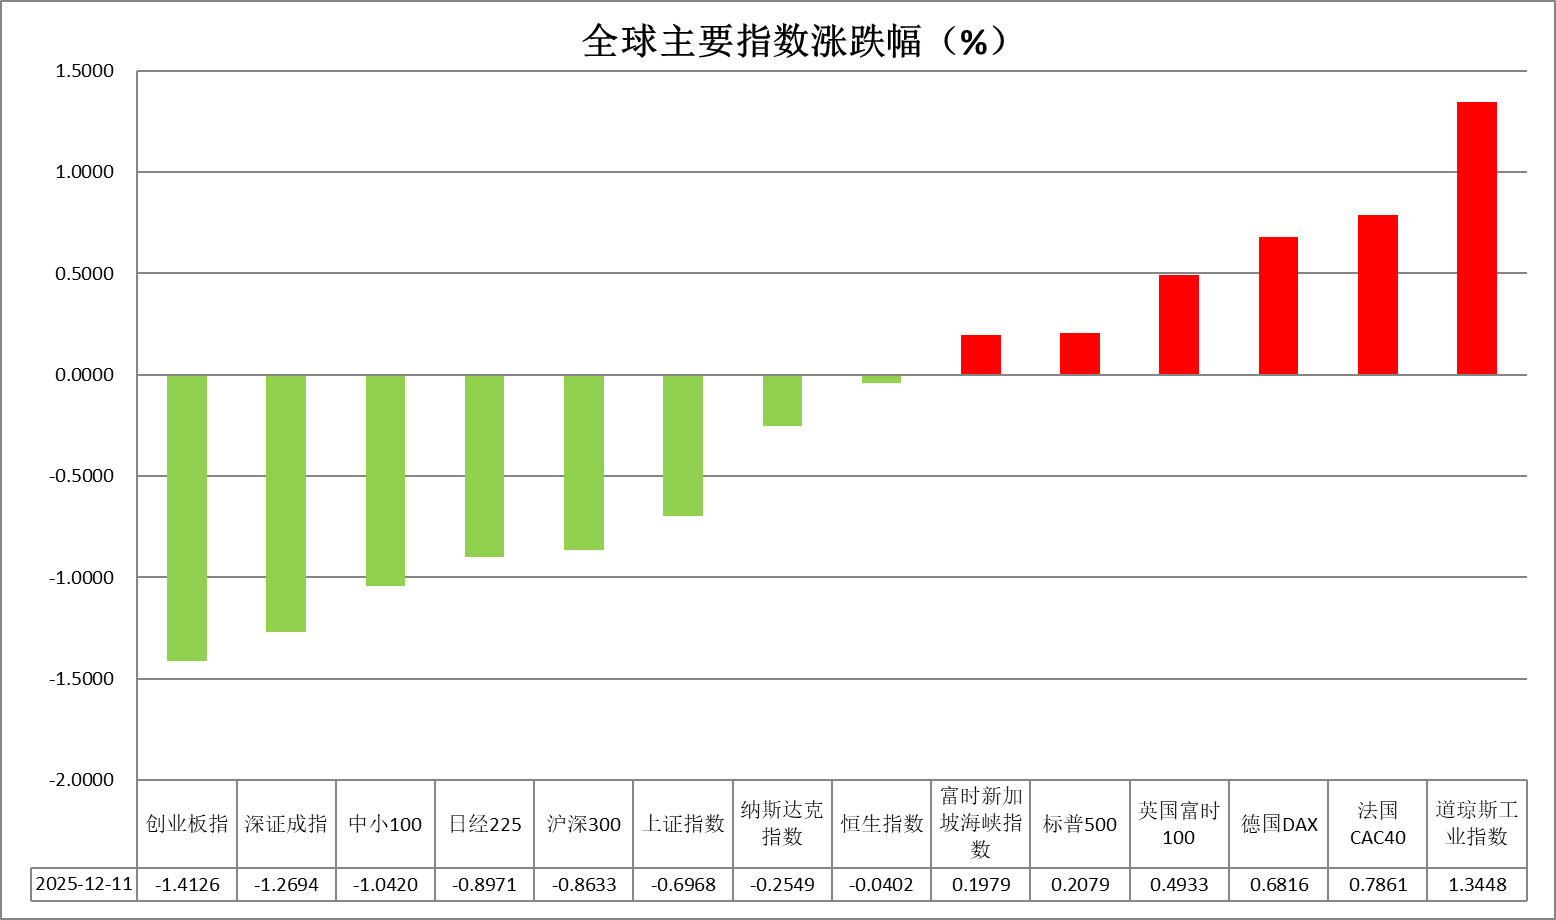 全球主要指数涨跌幅（%）
1.5000
1.0000
0.5000
0.0000
-0.5000
-1.0000
-1.5000
-2.0000
创业板指
深证成指
中小100
日经225
沪深300
上证指数
纳斯达克
指数
恒生指数
富时新加
坡海峡指
数
标普500
英国富时
100
德国DAX
法国
CAC40
道琼斯工
业指数
2025-12-11 -1.4126 -1.2694 -1.0420 -0.8971 -0.8633 -0.6968 -0.2549 -0.0402 0.1979 0.2079 0.4933 0.6816 0.7861 1.3448